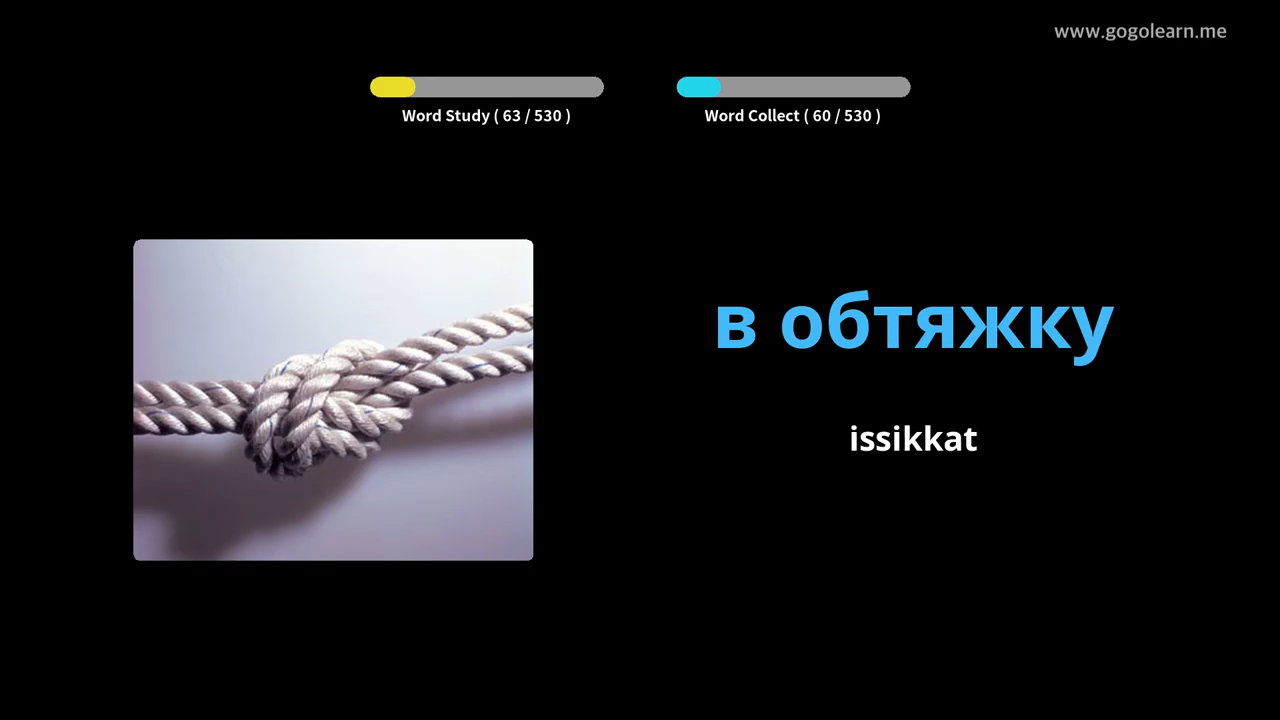 www.gogolearn.me
Word Study ( 63 / 530 )
Word Collect ( 60 / 530 )
в обтяжку
issikkat